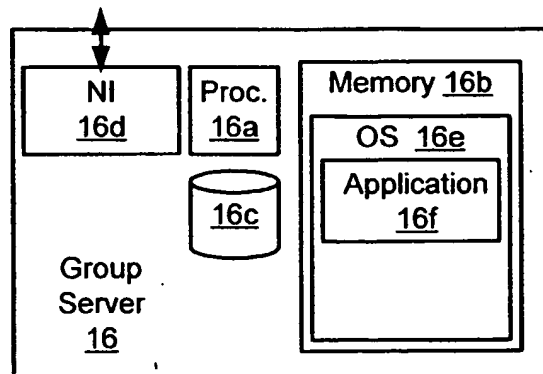 NI
16d
Proc.
16a
Memory 16b
OS 16e
Application
16f
16c
Group
Server
16